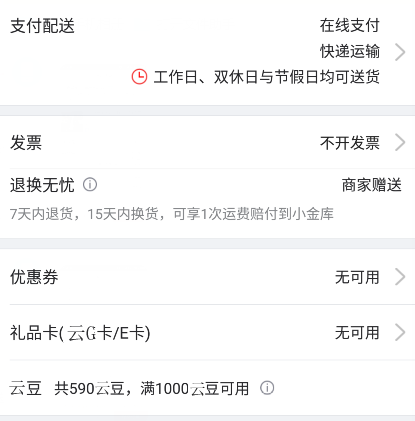 支付配送 在线支付
快递运输
工作日、双休日与节假日均可送货
发票 不开发票
退换无忧 商家赠送
7天内退货，15天内换货，可享1次运费赔付到小金库
优惠券 无可用
礼品卡(云G卡/E卡) 无可用
云豆 共590云豆，满1000云豆可用